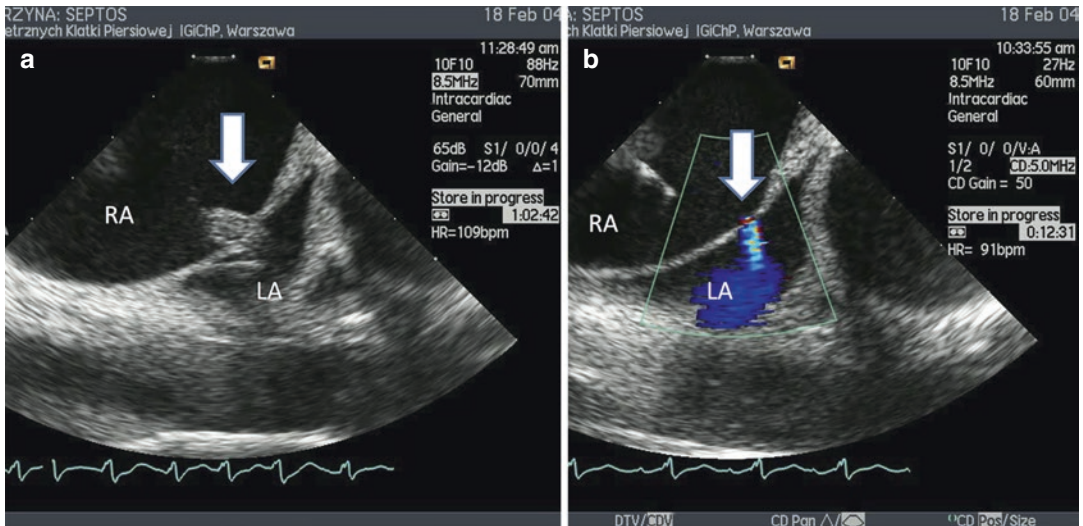 RZYNA: SEPTOS
18 Feb 04
etrznych Klatki Piersiowej IGiChP, Warszawa
a
11:28:49 am
10F10 88Hz
8.5MHz 70mm
Intracardiac
General
65dB S1/ 0/0/ 4
Gain=-12dB Δ=1
Store in progress
1:02:42
HR=109bpm
RA
LA
A: SEPTOS
18 Feb 04
ch Klatki Piersiowej IGiChP, Warszawa
b
10:33:55 am
10F10 27Hz
8.5MHz 60mm
Intracardiac
General
S1/ 0/ 0/V:A
1/2 CD:5.0MHz
CD Gain = 50
Store in progress
0:12:31
HR= 91bpm
RA
LA
DTV/CDV
CD Pan
CD Pos/Size